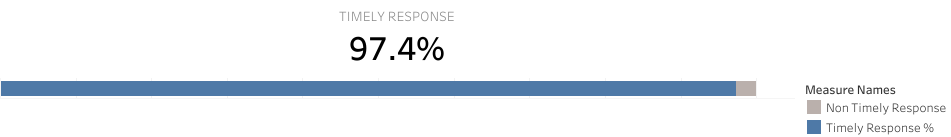 TIMELY RESPONSE
97.4%
Measure Names
Non Timely Response
Timely Response %